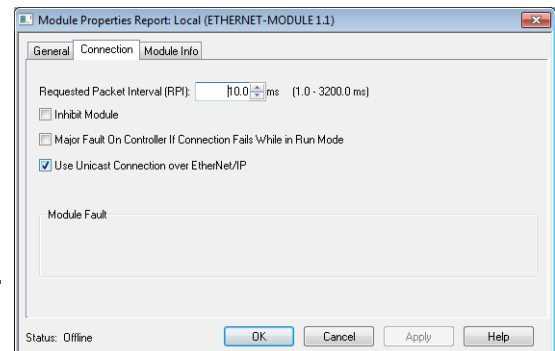 Module Properties Report: Local (ETHERNET-MODULE 1.1)
General Connection Module Info
Requested Packet Interval (RPI): 10.0 ms (1.0 - 3200.0 ms)
Inhibit Module
Major Fault On Controller If Connection Fails While in Run Mode
Use Unicast Connection over EtherNet/IP
Module Fault
Status: Offline OK Cancel Apply Help